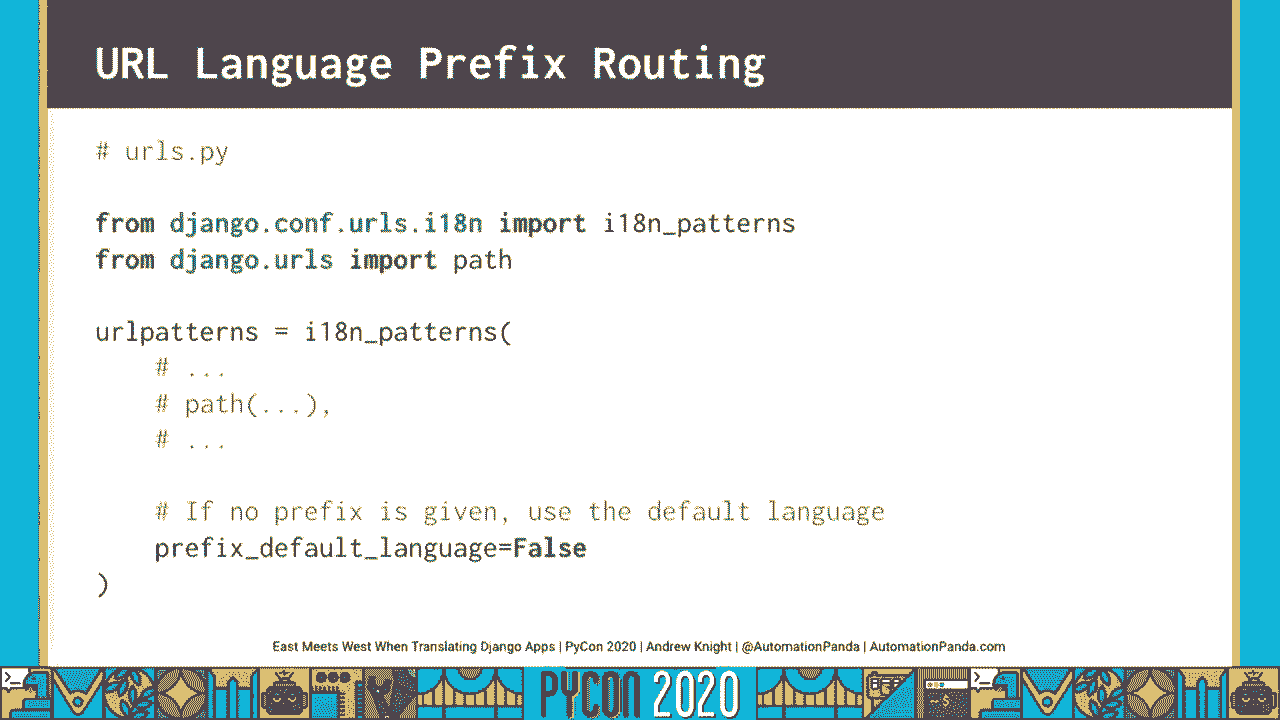 URL Language Prefix Routing
# urls.py
from django.conf.urls.i18n import i18n_patterns
from django.urls import path
urlpatterns = i18n_patterns(
    # ...
    # path(...),
    # ...
    # If no prefix is given, use the default language
    prefix_default_language=False
)
East Meets West When Translating Django Apps | PyCon 2020 | Andrew Knight | @AutomationPanda | AutomationPanda.com
PYCON 2020